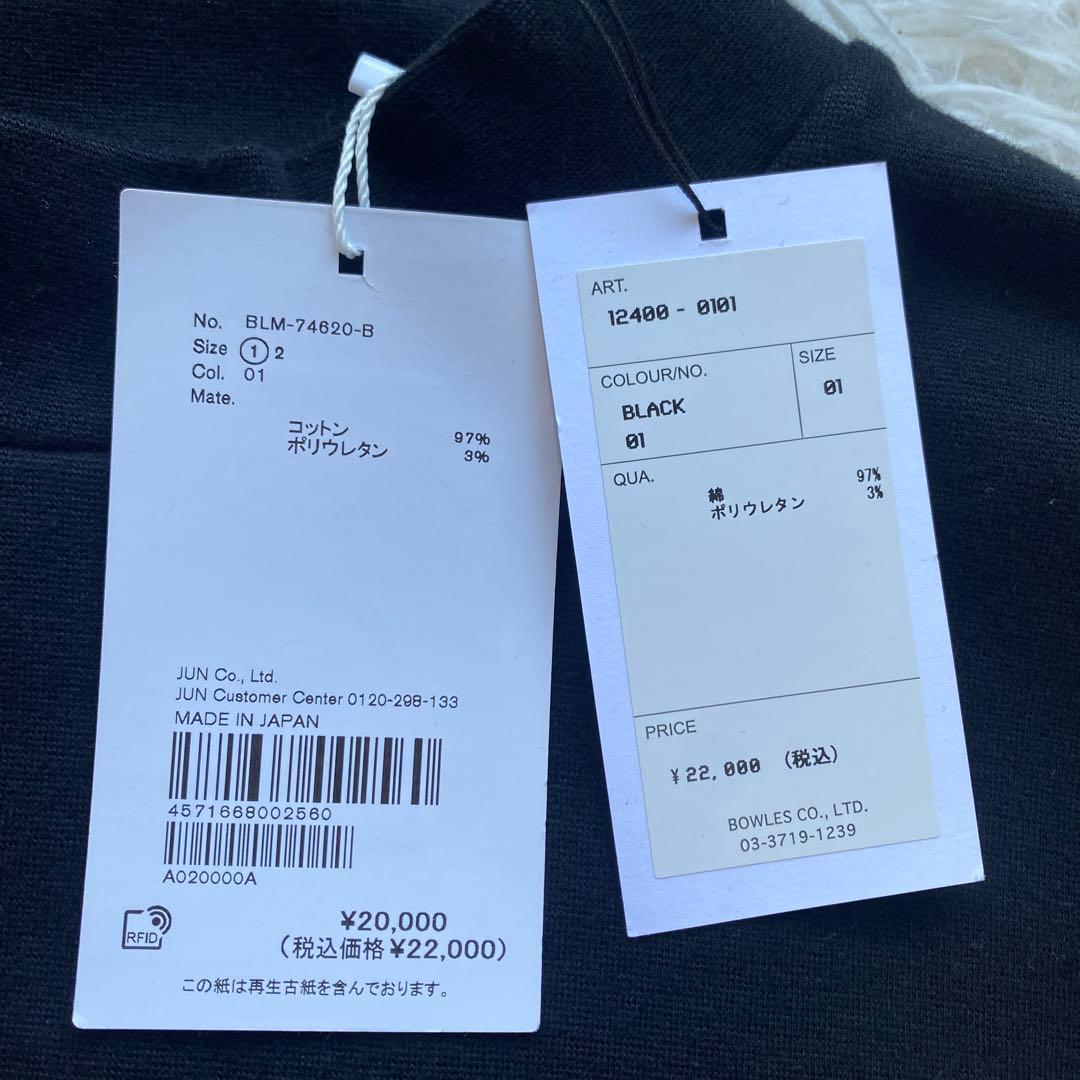 No. BLM-74620-B
Size 1 2
Col. 01
Mate.
コットン 97%
ポリウレタン 3%
JUN Co., Ltd.
JUN Customer Center 0120-298-133
MADE IN JAPAN
4571668002560
A020000A
RFID
¥20,000
(税込価格¥22,000)
この紙は再生古紙を含んでおります。
ART.
12400 - 0101
COLOUR/NO.
BLACK
01
SIZE
01
QUA.
綿 97%
ポリウレタン 3%
PRICE
¥22,000 (税込)
BOWLES CO., LTD.
03-3719-1239